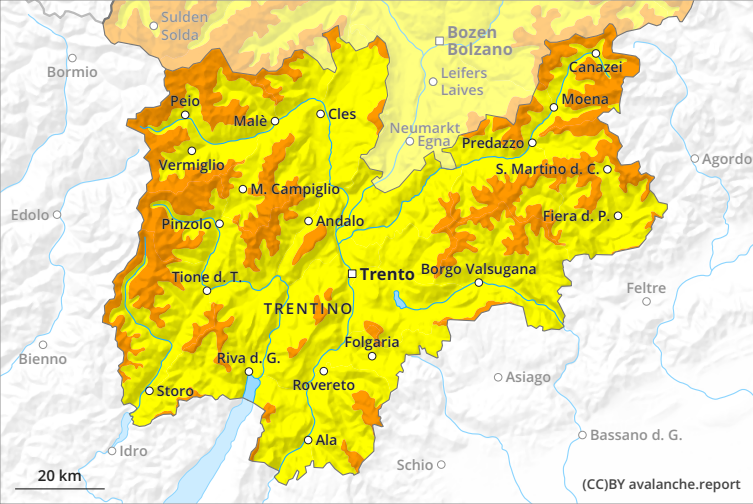 Sulden
Solda
Bozen
Bolzano
Bormio
Canazei
Leifers
Laives
Peio
Moena
Malè
Cles
Neumarkt
Egna
Predazzo
Vermiglio
Agordo
S. Martino d. C.
M. Campiglio
Edolo
Pinzolo
Andalo
Fiera d. P.
Trento
Borgo Valsugana
Tione d. T.
Feltre
TRENTINO
Folgaria
Bienno
Riva d. G.
Rovereto
Asiago
Storo
Ala
Bassano d. G.
Idro
Schio
20 km
(CC)BY avalanche.report